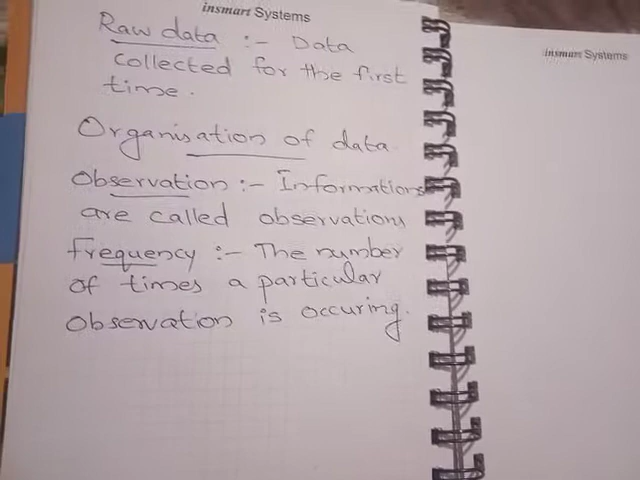 insmart Systems
Raw data :- Data
collected for the first
time.
Organisation of data
Observation :- Informations
are called observations
frequency :- The number
of times a particular
observation is occuring.
insmart Systems